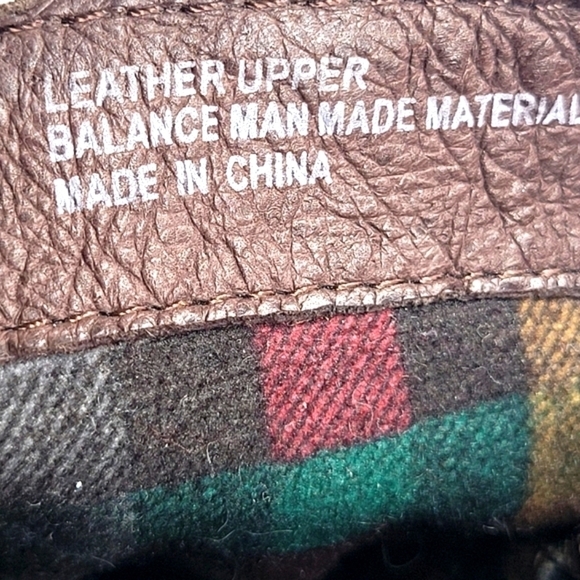 LEATHER UPPER
BALANCE MAN MADE MATERIAL
MADE IN CHINA